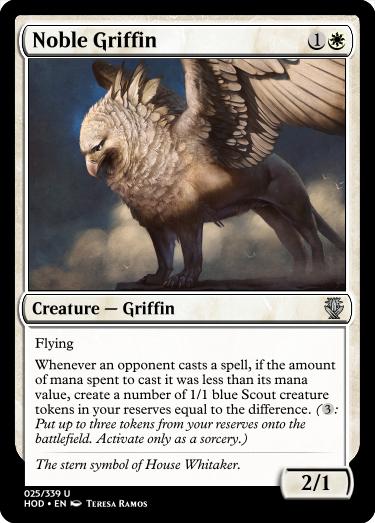 Noble Griffin 1
Creature — Griffin
Flying
Whenever an opponent casts a spell, if the amount
of mana spent to cast it was less than its mana
value, create a number of 1/1 blue Scout creature
tokens in your reserves equal to the difference. (3:
Put up to three tokens from your reserves onto the
battlefield. Activate only as a sorcery.)
The stern symbol of House Whitaker.
2/1
025/339 U
HOD • EN Teresa Ramos